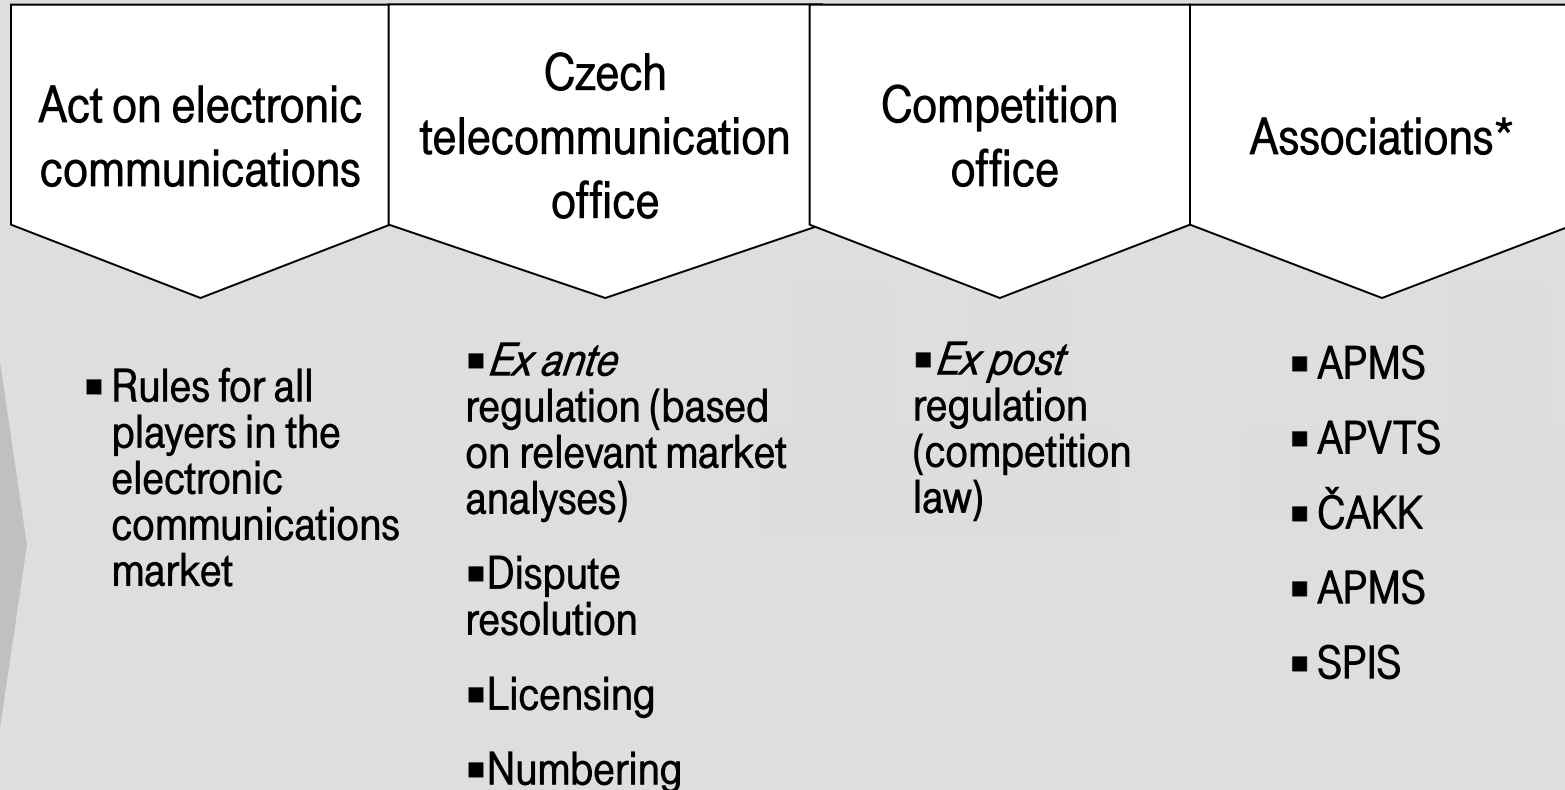 Act on electronic
communications
Czech
telecommunication
office
Competition
office
Associations*
■ Rules for all
players in the
electronic
communications
market
■Ex ante
regulation (based
on relevant market
analyses)
■Dispute
resolution
■Licensing
■Numbering
■Ex post
regulation
(competition
law)
■ APMS
■ APVTS
■ ČAKK
■ APMS
■ SPIS